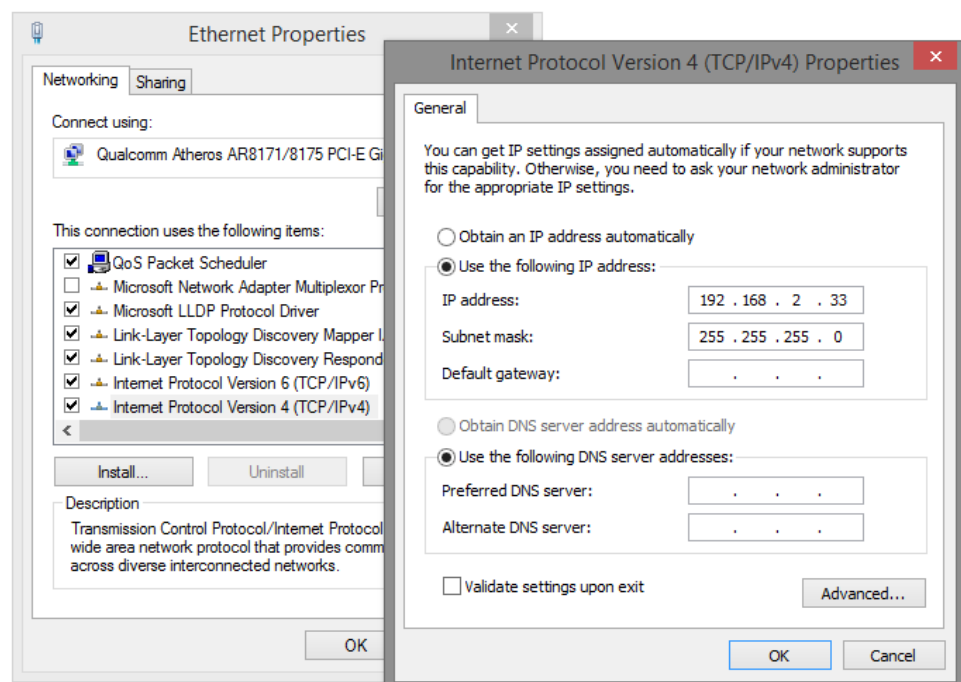 Ethernet Properties
Networking
Sharing
Connect using:
Qualcomm Atheros AR8171/8175 PCI-E
This connection uses the following items:
QoS Packet Scheduler
Microsoft Network Adapter Multiplexor
Microsoft LLDP Protocol Driver
Link-Layer Topology Discovery Mapper
Link-Layer Topology Discovery
Internet Protocol Version 6 (TCP/IPv6)
Internet Protocol Version 4 (TCP/IPv4)
Install...
Uninstall
Description
Transmission Control Protocol/Internet Protocol
wide area network protocol that provides
across diverse interconnected networks.
OK
Internet Protocol Version 4 (TCP/IPv4) Properties
General
You can get IP settings assigned automatically if your network supports
this capability. Otherwise, you need to ask your network administrator
for the appropriate IP settings.
Obtain an IP address automatically
Use the following IP address:
IP address:
192 . 168 . 2 . 33
Subnet mask:
255 . 255 . 255 . 0
Default gateway:
. . .
Obtain DNS server address automatically
Use the following DNS server addresses:
Preferred DNS server:
. . .
Alternate DNS server:
. . .
Validate settings upon exit
Advanced...
OK
Cancel